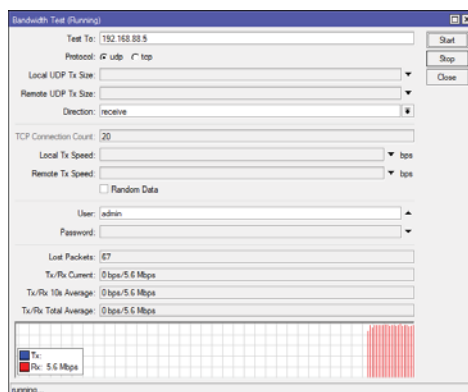 Bandwidth Test (Running)
Test To: 192.168.88.5
Start
Protocol: udp tcp
Stop
Local UDP Tx Size:
Close
Remote UDP Tx Size:
Direction: receive
TCP Connection Count: 20
Local Tx Speed: bps
Remote Tx Speed: bps
Random Data
User: admin
Password:
Lost Packets: 67
Tx/Rx Current: 0 bps/5.6 Mbps
Tx/Rx 10s Average: 0 bps/5.6 Mbps
Tx/Rx Total Average: 0 bps/5.6 Mbps
Tx:
Rx: 5.6 Mbps
running...